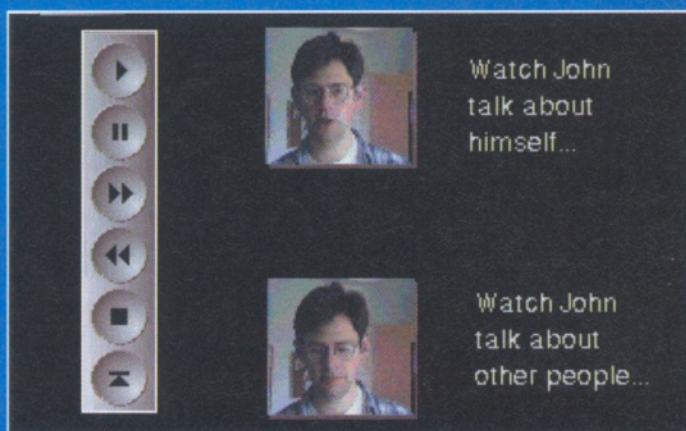 Watch John
talk about
himself...
Watch John
talk about
other people...